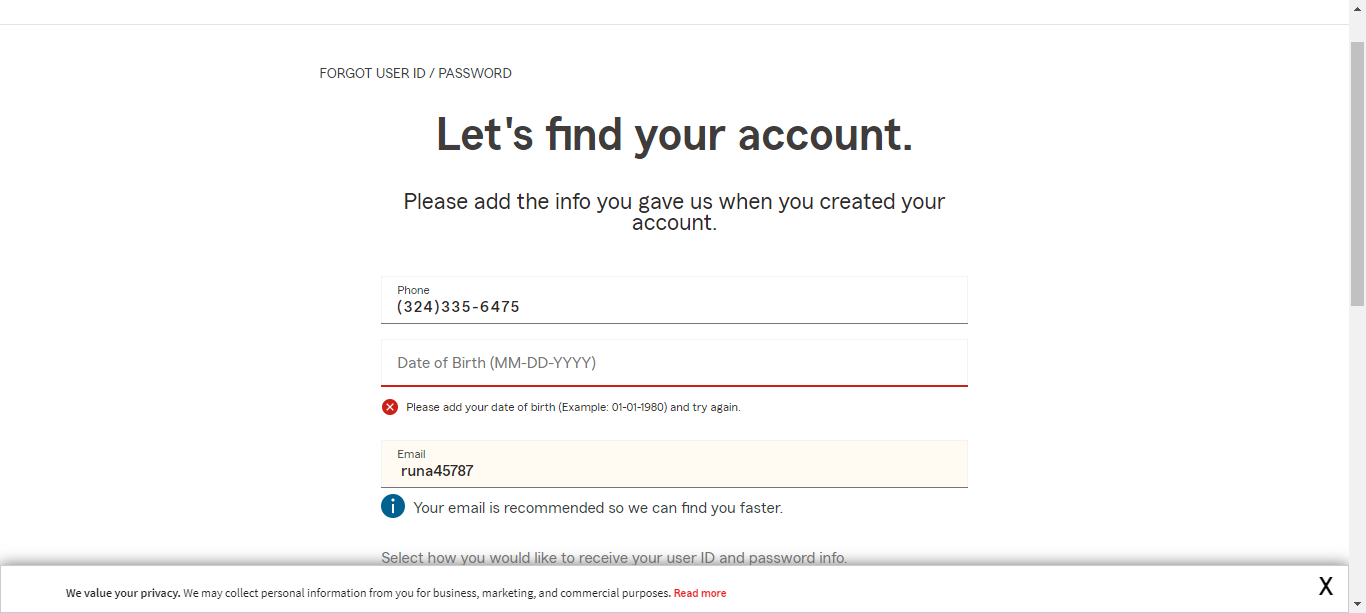 FORGOT USER ID / PASSWORD
Let's find your account.
Please add the info you gave us when you created your
account.
Phone
(324)335-6475
Date of Birth (MM-DD-YYYY)
Please add your date of birth (Example: 01-01-1980) and try again.
Email
runa45787
Your email is recommended so we can find you faster.
Select how you would like to receive your user ID and password info.
We value your privacy. We may collect personal information from you for business, marketing, and commercial purposes. Read more
X